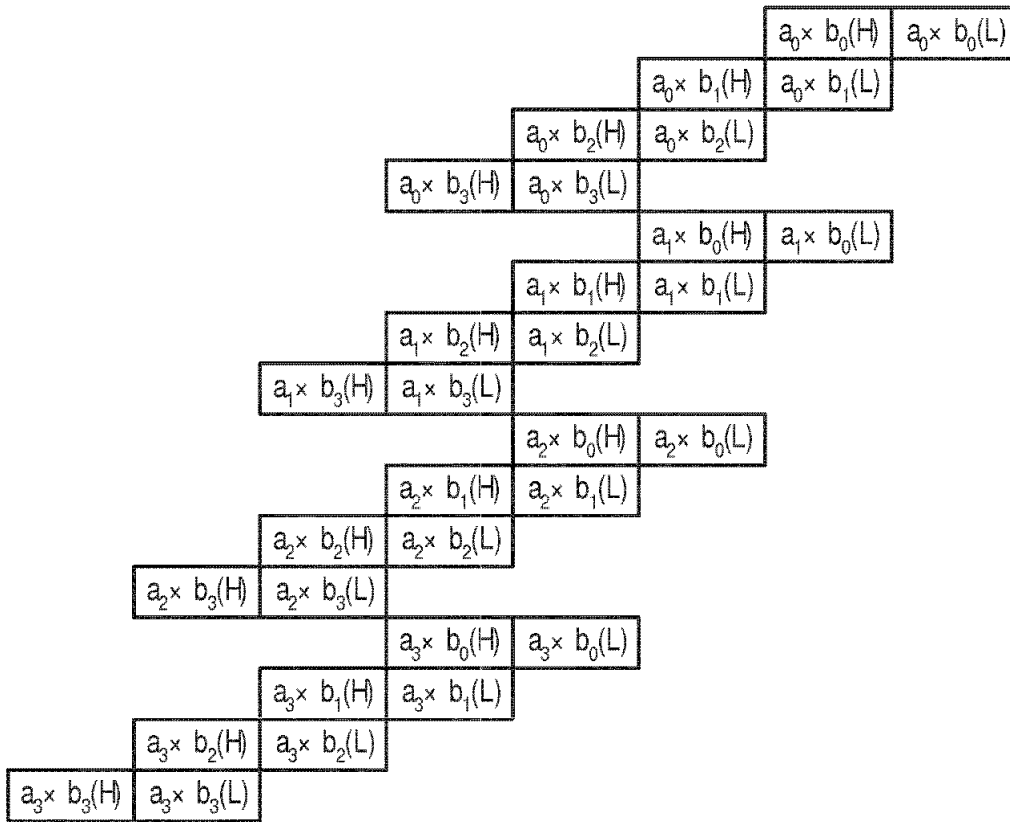 a₀× b₀(H) a₀× b₀(L)
a₀× b₁(H) a₀× b₁(L)
a₀× b₂(H) a₀× b₂(L)
a₀× b₃(H) a₀× b₃(L)
a₁× b₀(H) a₁× b₀(L)
a₁× b₁(H) a₁× b₁(L)
a₁× b₂(H) a₁× b₂(L)
a₁× b₃(H) a₁× b₃(L)
a₂× b₀(H) a₂× b₀(L)
a₂× b₁(H) a₂× b₁(L)
a₂× b₂(H) a₂× b₂(L)
a₂× b₃(H) a₂× b₃(L)
a₃× b₀(H) a₃× b₀(L)
a₃× b₁(H) a₃× b₁(L)
a₃× b₂(H) a₃× b₂(L)
a₃× b₃(H) a₃× b₃(L)